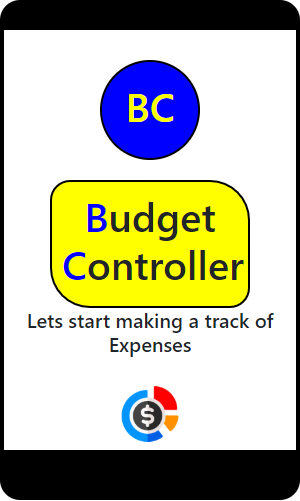 BC
Budget
Controller
Lets start making a track of
Expenses
$